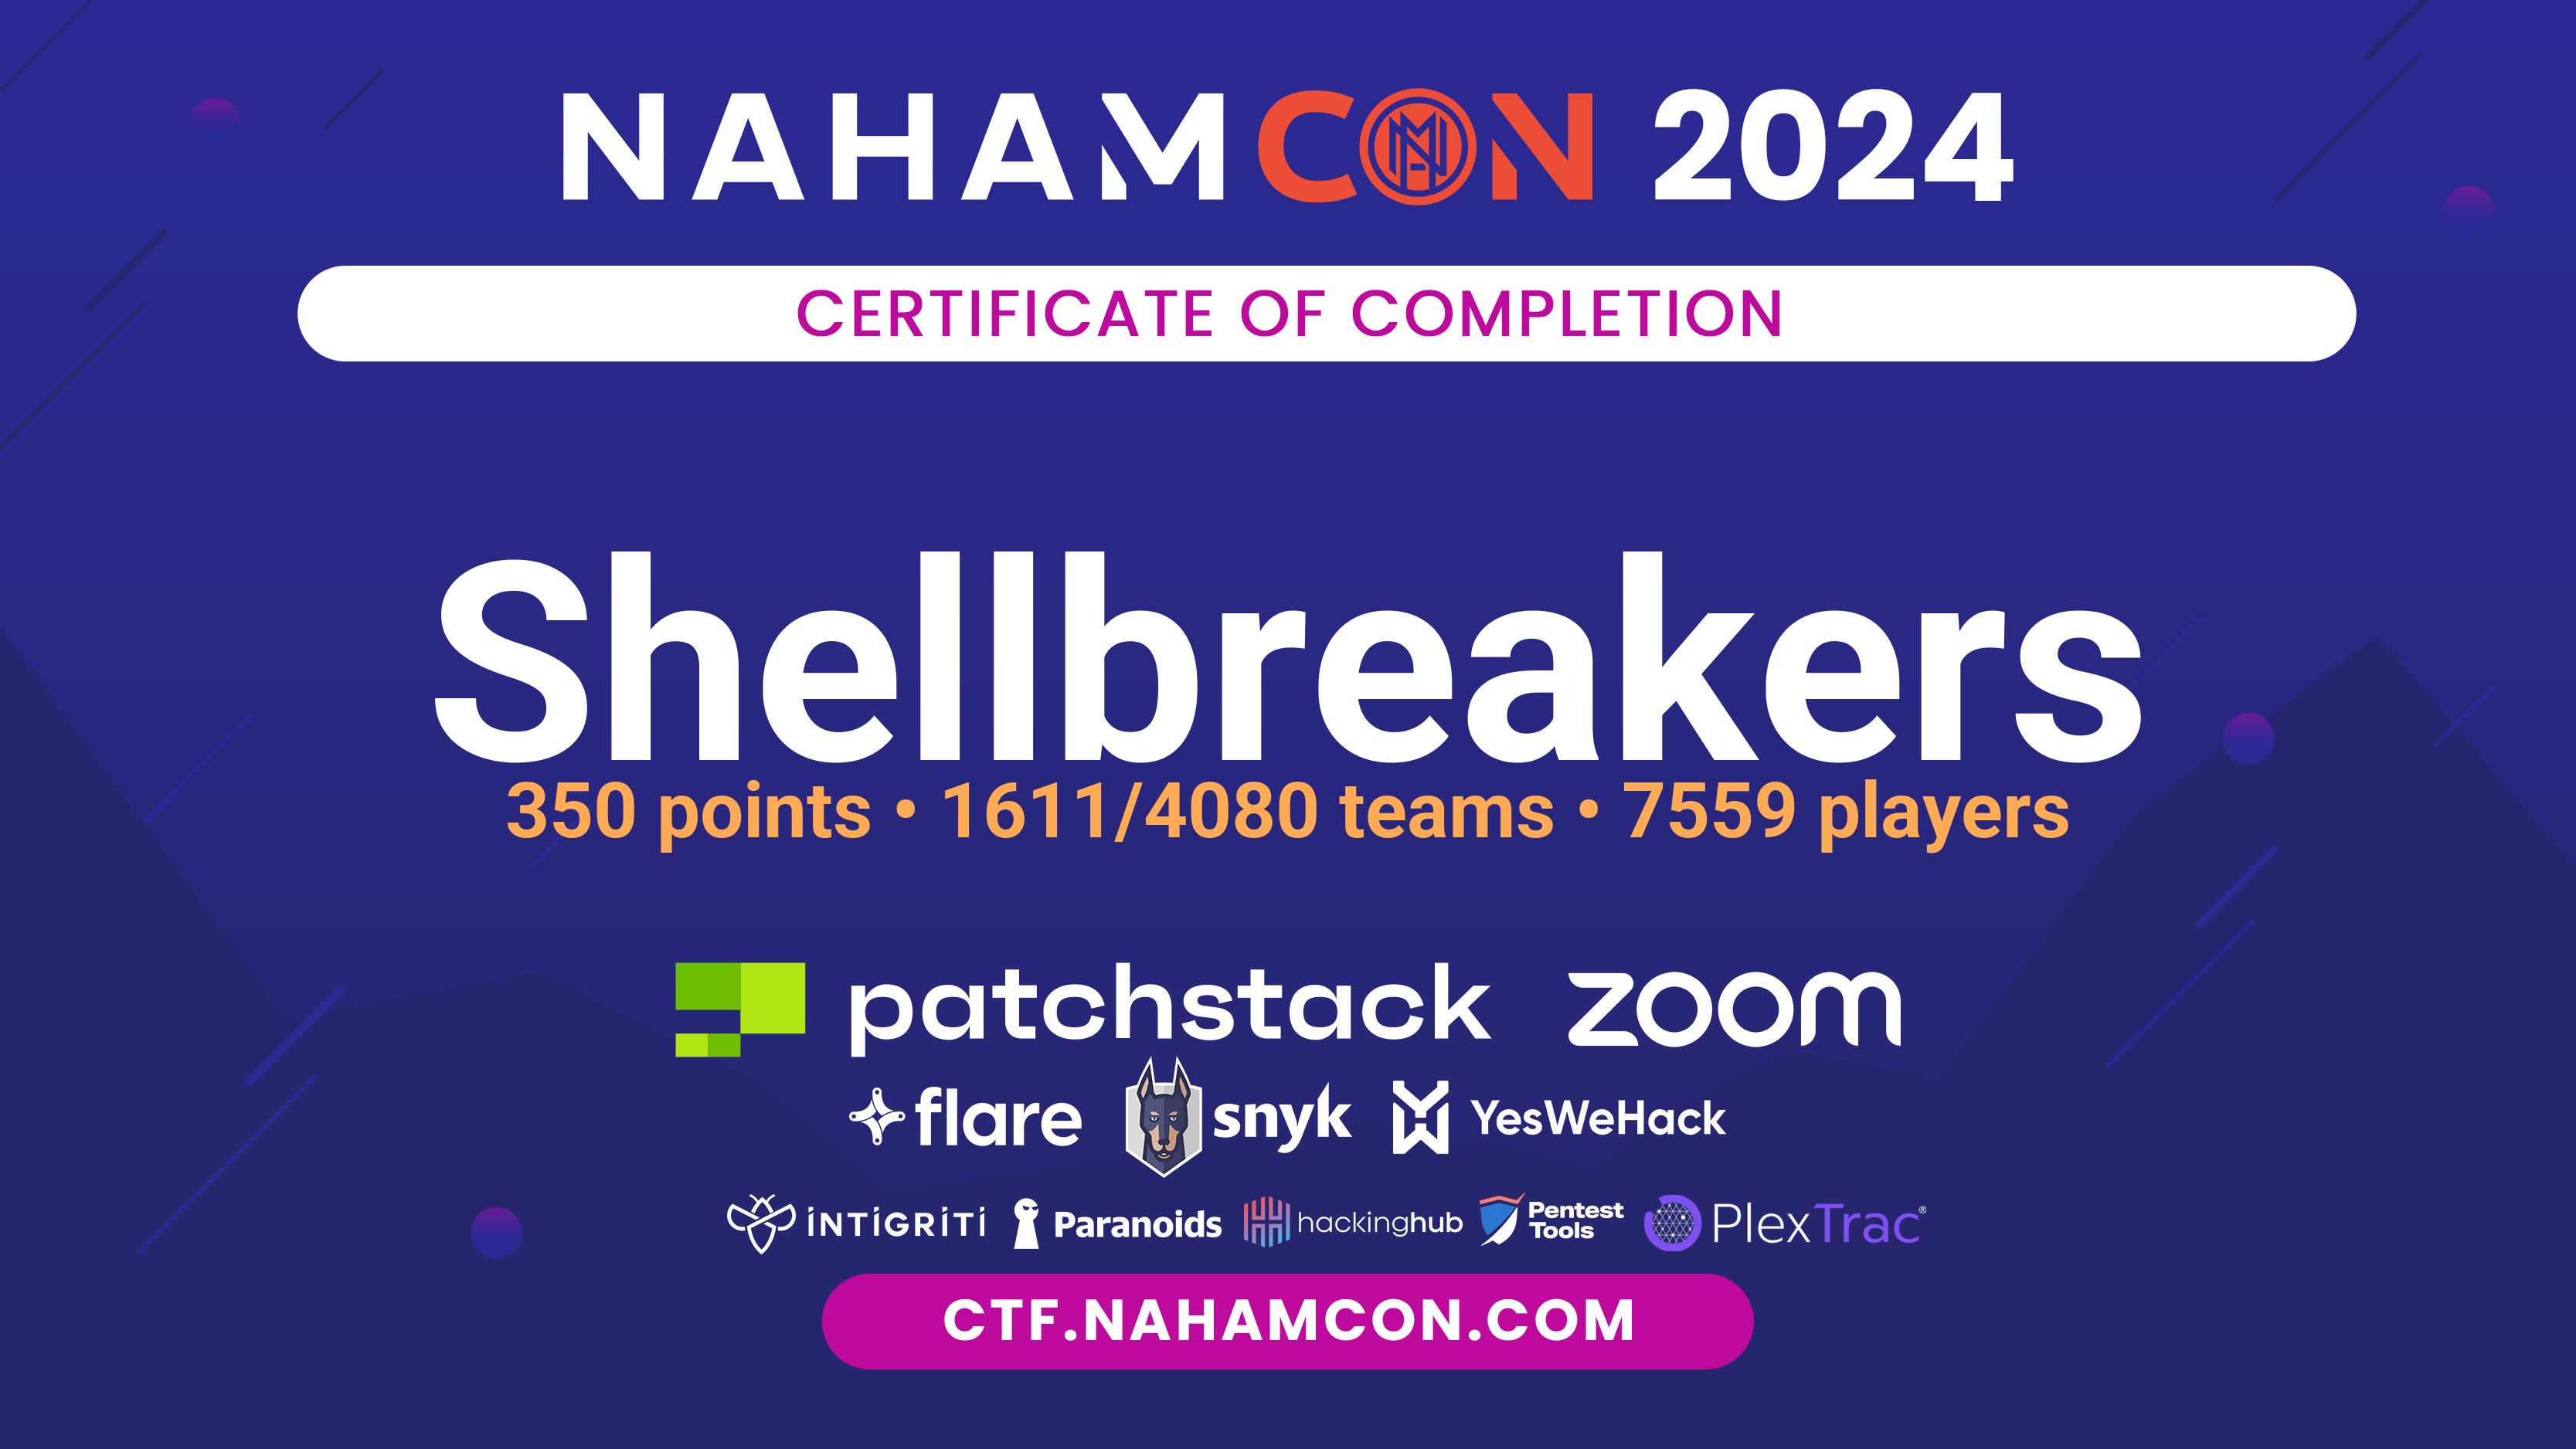 NAHAMCON 2024
CERTIFICATE OF COMPLETION
Shellbreakers
350 points • 1611/4080 teams • 7559 players
patchstack zoom
flare snyk YesWeHack
INTIGRITI Paranoids hackinghub Pentest Tools PlexTrac®
CTF.NAHAMCON.COM